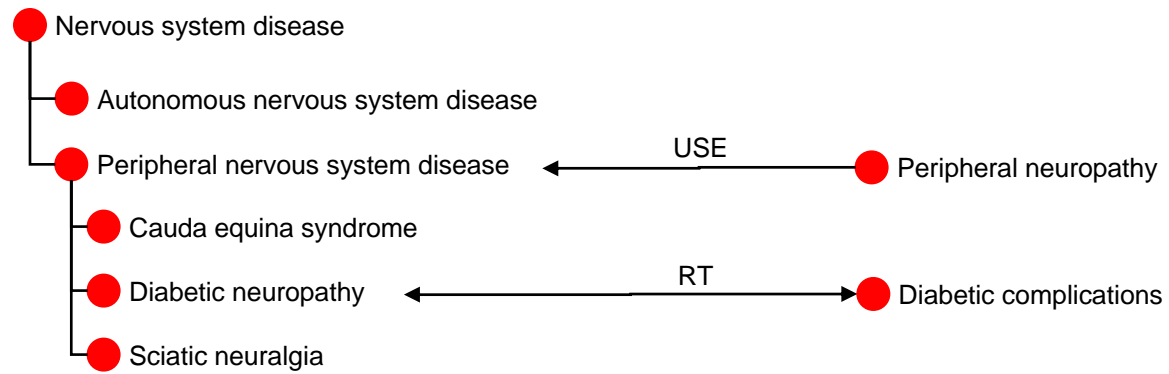 Nervous system disease
Autonomous nervous system disease
Peripheral nervous system disease
USE
Peripheral neuropathy
Cauda equina syndrome
Diabetic neuropathy
RT
Diabetic complications
Sciatic neuralgia